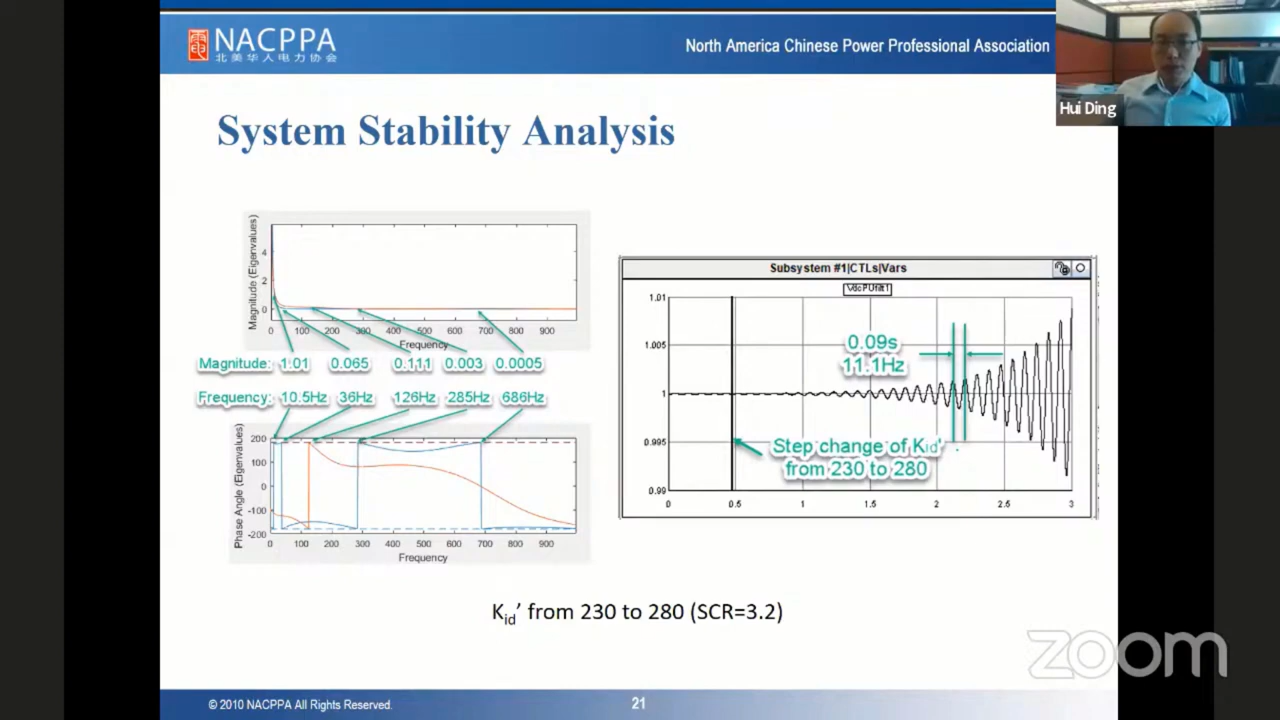 NACPPA
北美华人电力协会
North America Chinese Power Professional Association
Hui Ding
System Stability Analysis
Magnitude (Eigenvalues)
4
2
0
0 100 200 300 400 500 600 700 800 900
Frequency
Magnitude: 1.01 0.065 0.111 0.003 0.0005
Frequency: 10.5Hz 36Hz 126Hz 285Hz 686Hz
Phase Angle (Eigenvalues)
200
100
0
-100
-200
0 100 200 300 400 500 600 700 800 900
Frequency
Subsystem #1|CTLs|Vars
1.01
1.005
1
0.995
0.99
0.09s
11.1Hz
Step change of Kid'
from 230 to 280
0 0.5 1 1.5 2 2.5 3
Kid' from 230 to 280 (SCR=3.2)
zoom
© 2010 NACPPA All Rights Reserved.
21